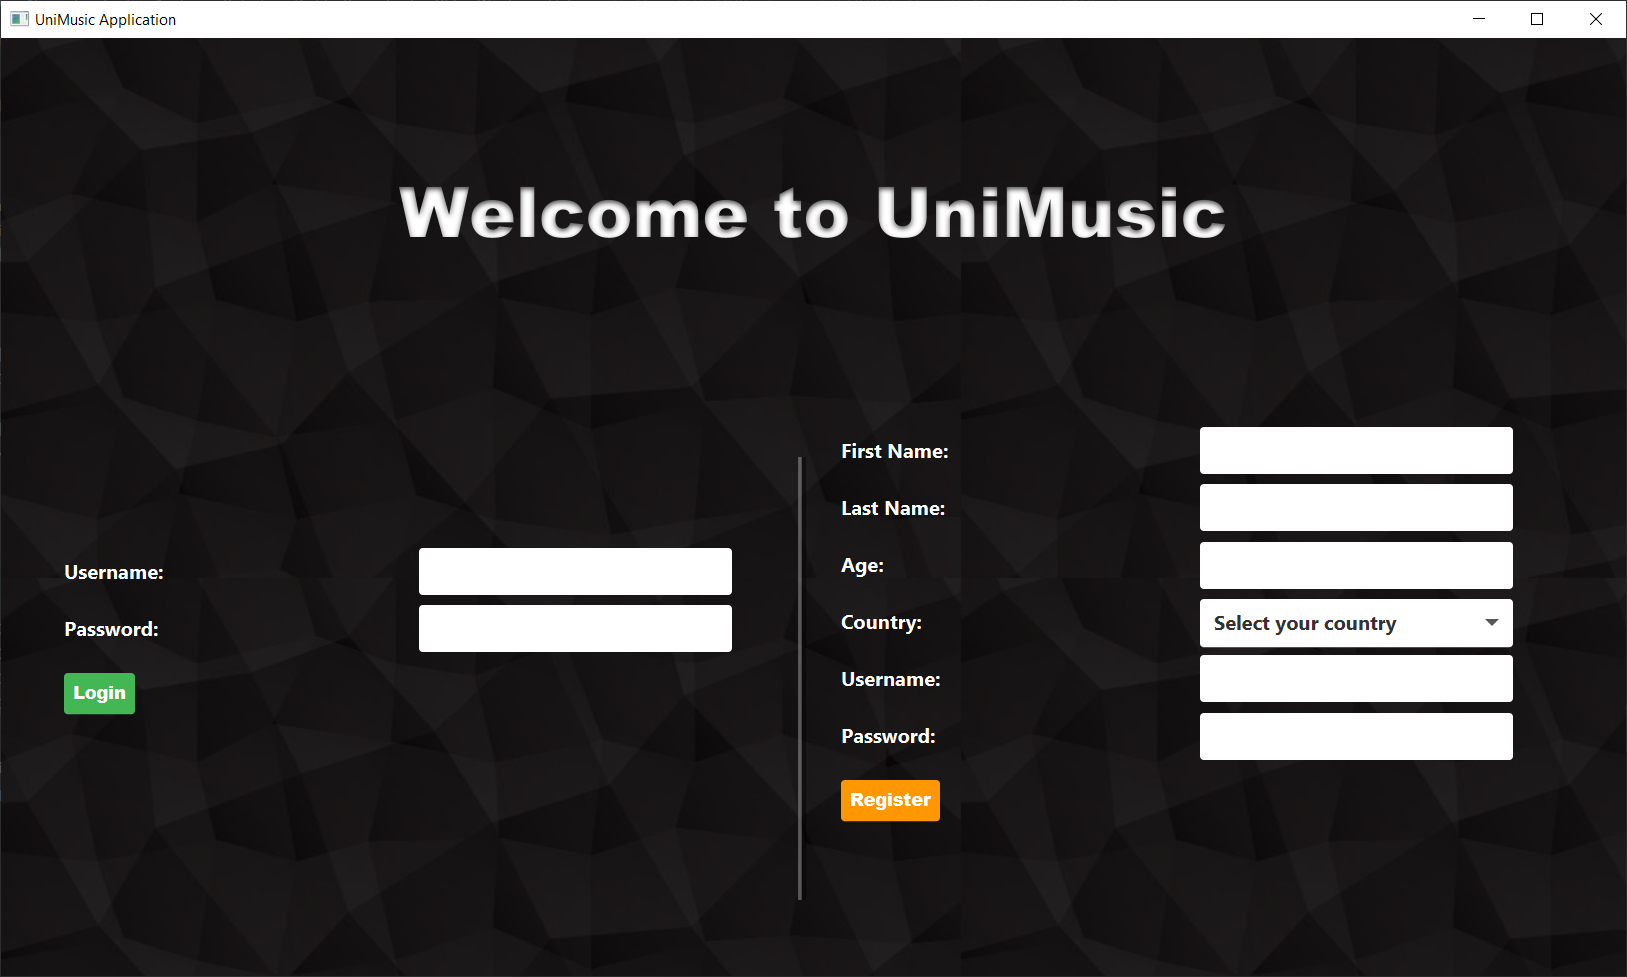 UniMusic Application
Welcome to UniMusic
Username:
Password:
Login
First Name:
Last Name:
Age:
Country:
Select your country
Username:
Password:
Register